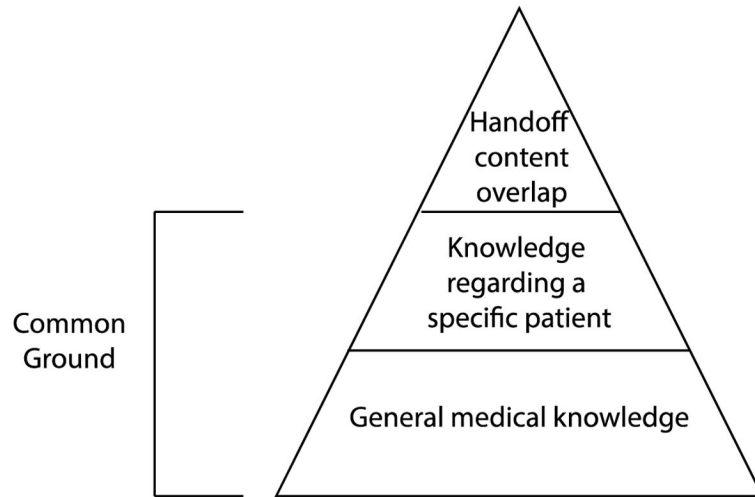 Handoff
content
overlap
Knowledge
regarding a
specific patient
Common
Ground
General medical knowledge